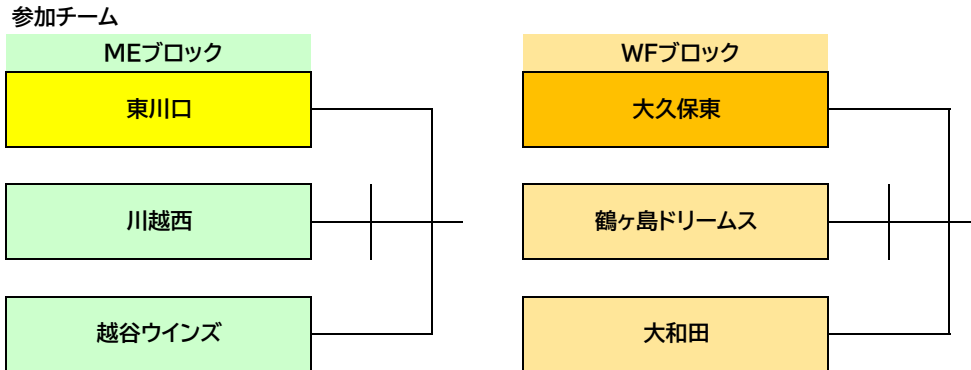 参加チーム
MEブロック
WFブロック
東川口
大久保東
川越西
鶴ヶ島ドリームス
越谷ウインズ
大和田